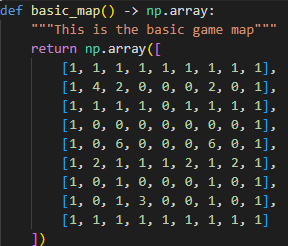 def basic_map() -> np.array:
    """This is the basic game map"""
    return np.array([
        [1, 1, 1, 1, 1, 1, 1, 1, 1],
        [1, 4, 2, 0, 0, 0, 2, 0, 1],
        [1, 1, 1, 1, 0, 1, 1, 1, 1],
        [1, 0, 0, 0, 0, 0, 0, 0, 1],
        [1, 0, 6, 0, 0, 0, 6, 0, 1],
        [1, 2, 1, 1, 1, 2, 1, 2, 1],
        [1, 0, 1, 0, 0, 0, 1, 0, 1],
        [1, 0, 1, 3, 0, 0, 1, 0, 1],
        [1, 1, 1, 1, 1, 1, 1, 1, 1]
    ])